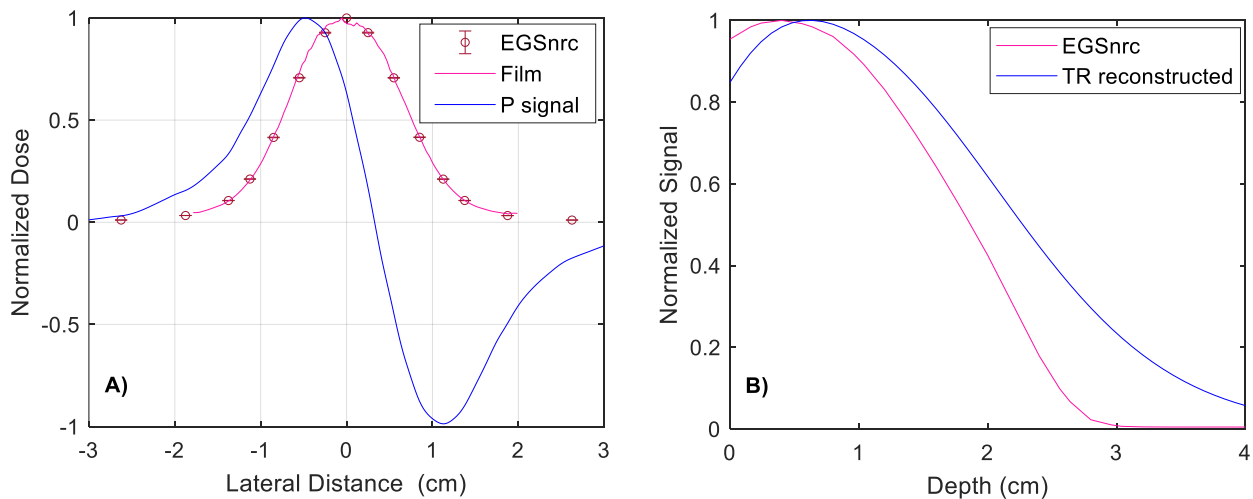 1
0.5
0
-0.5
-1
Normalized Dose
EGSnrc
Film
P signal
A)
-3
-2
-1
0
1
2
3
Lateral Distance (cm)
1
0.8
0.6
0.4
0.2
0
Normalized Signal
EGSnrc
TR reconstructed
B)
0
1
2
3
4
Depth (cm)